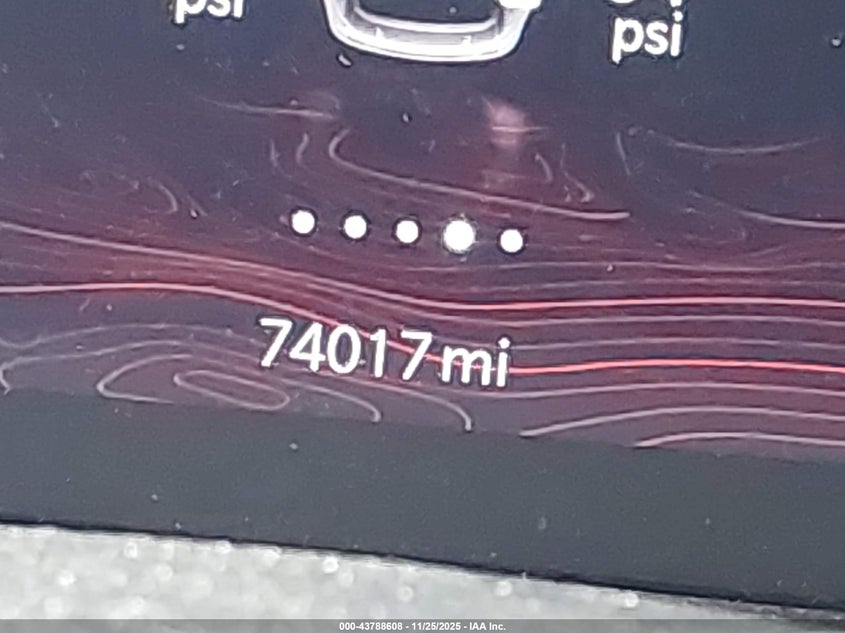 psi
psi
74017 mi
000-43788608 - 11/25/2025 - IAA Inc.